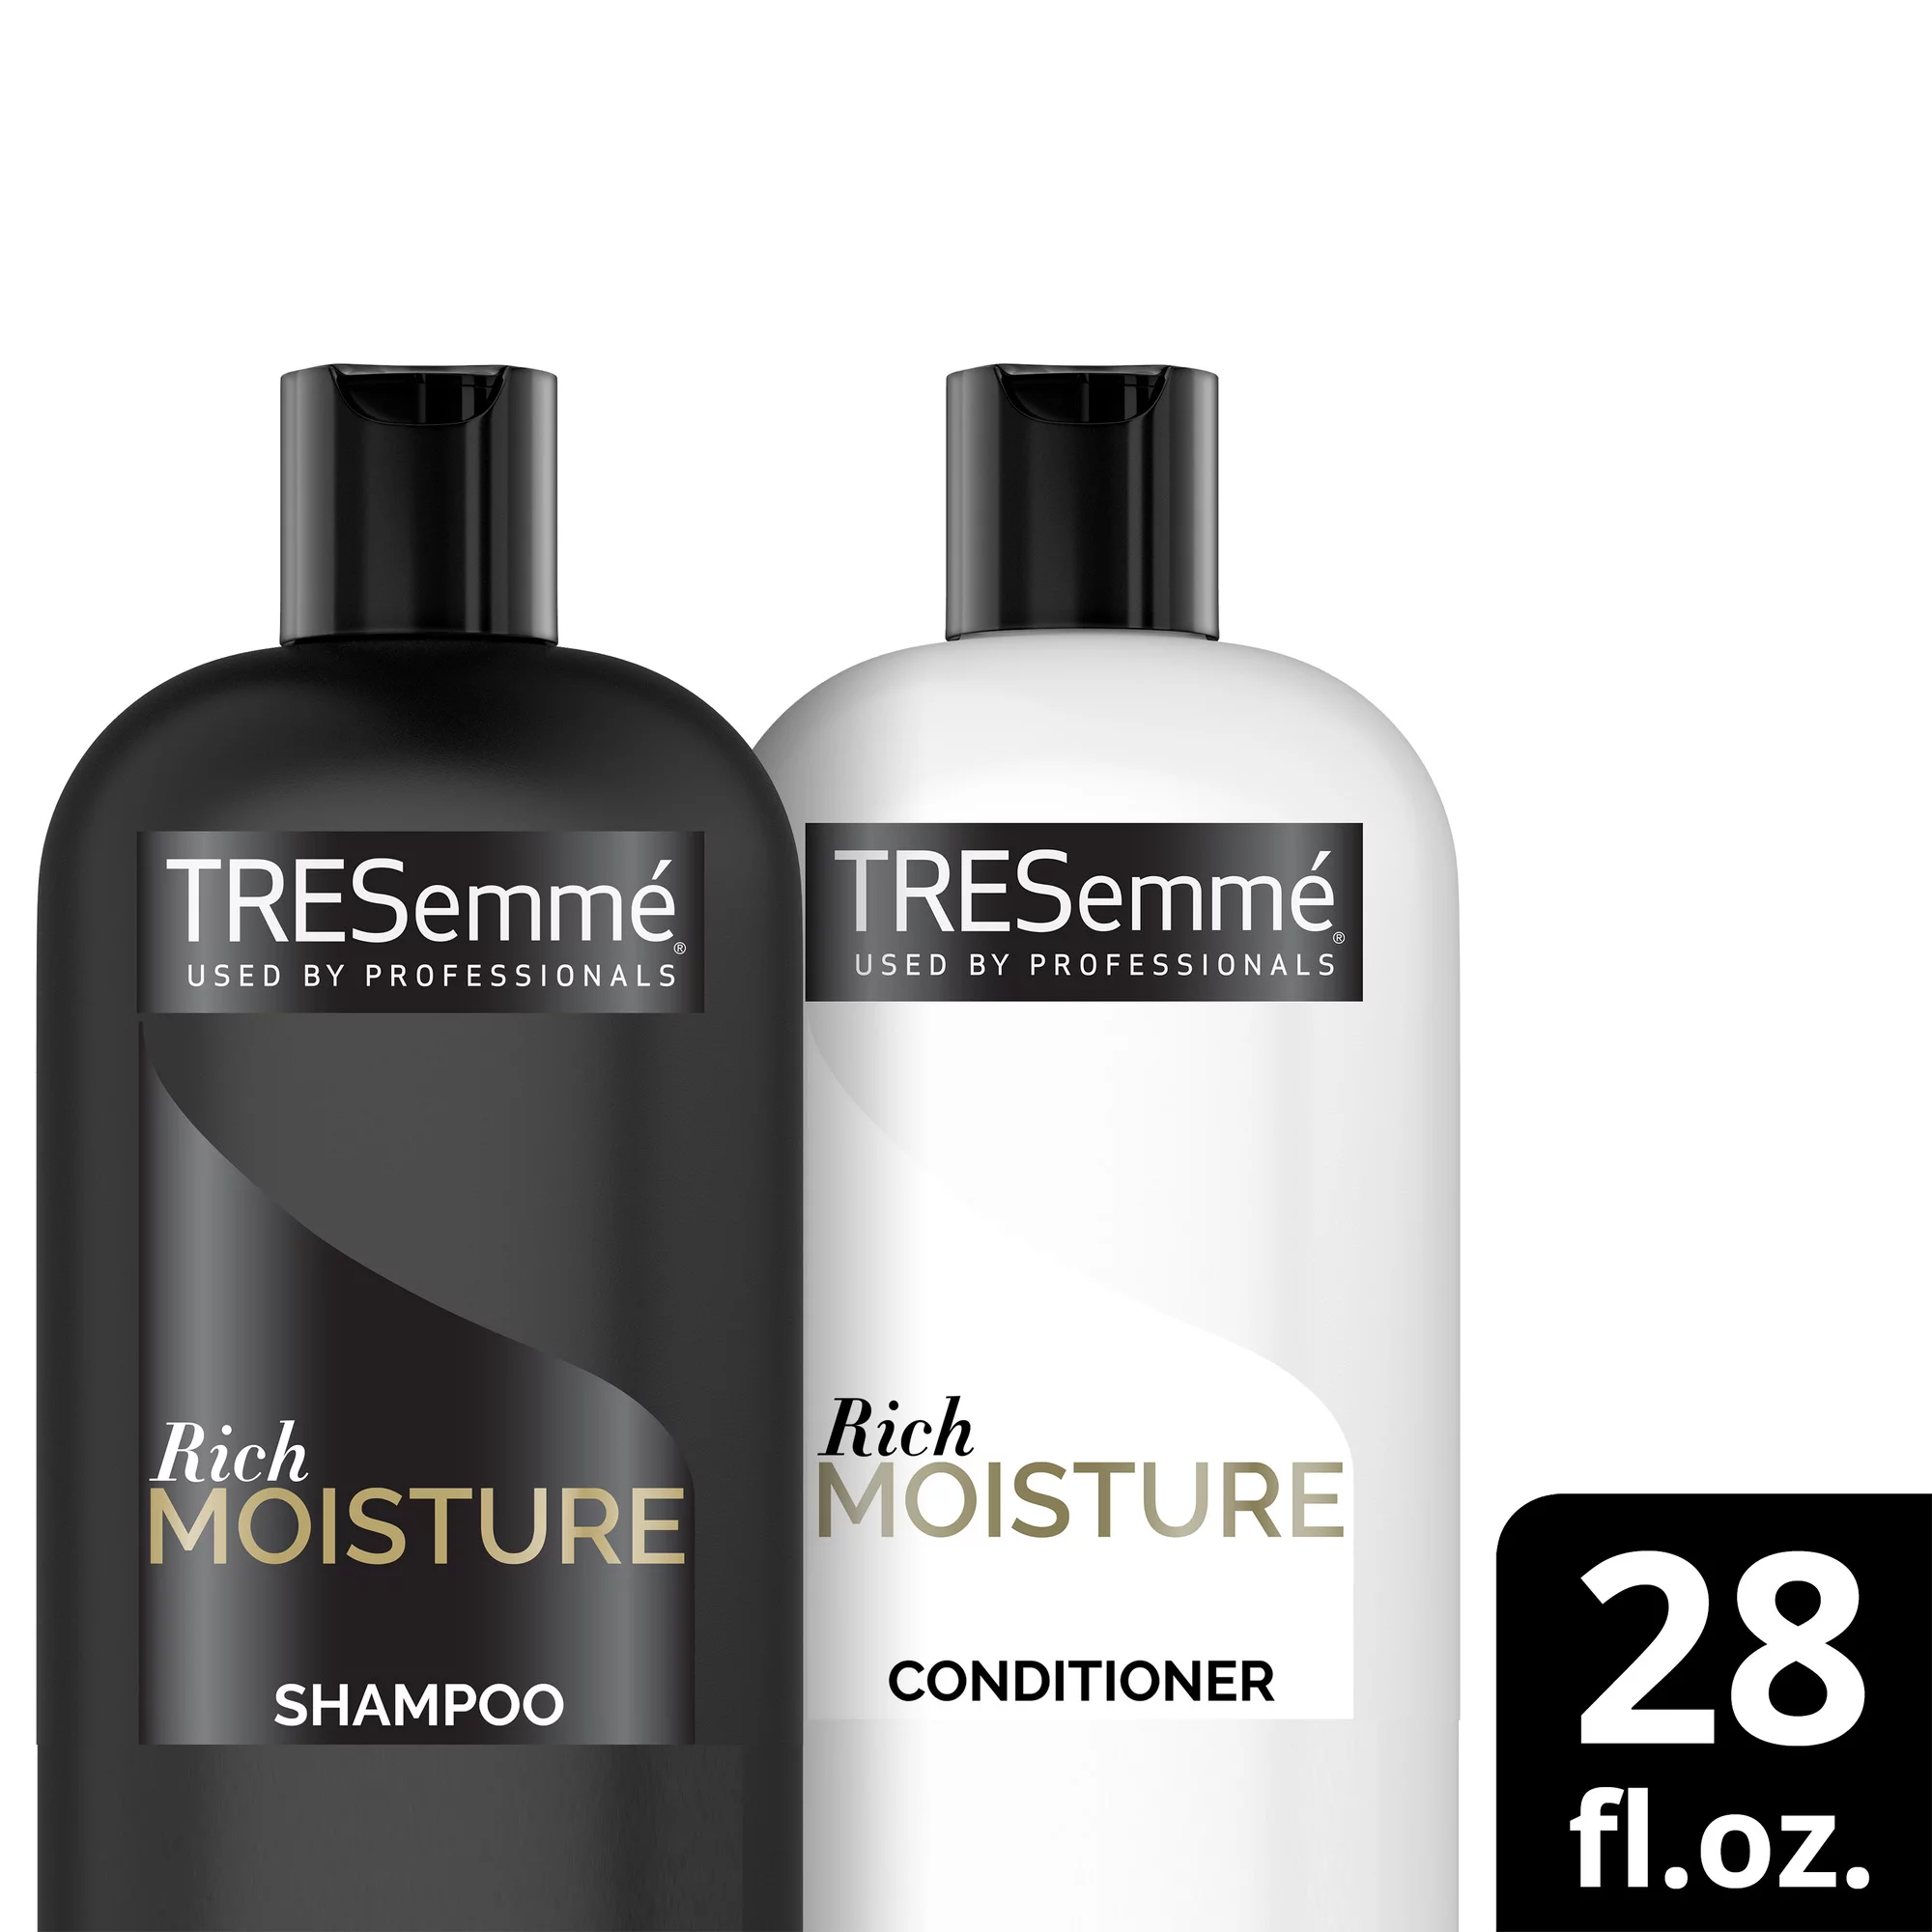 TRESemmé®
USED BY PROFESSIONALS
Rich
MOISTURE
SHAMPOO
TRESemmé®
USED BY PROFESSIONALS
Rich
MOISTURE
CONDITIONER
28
fl.oz.